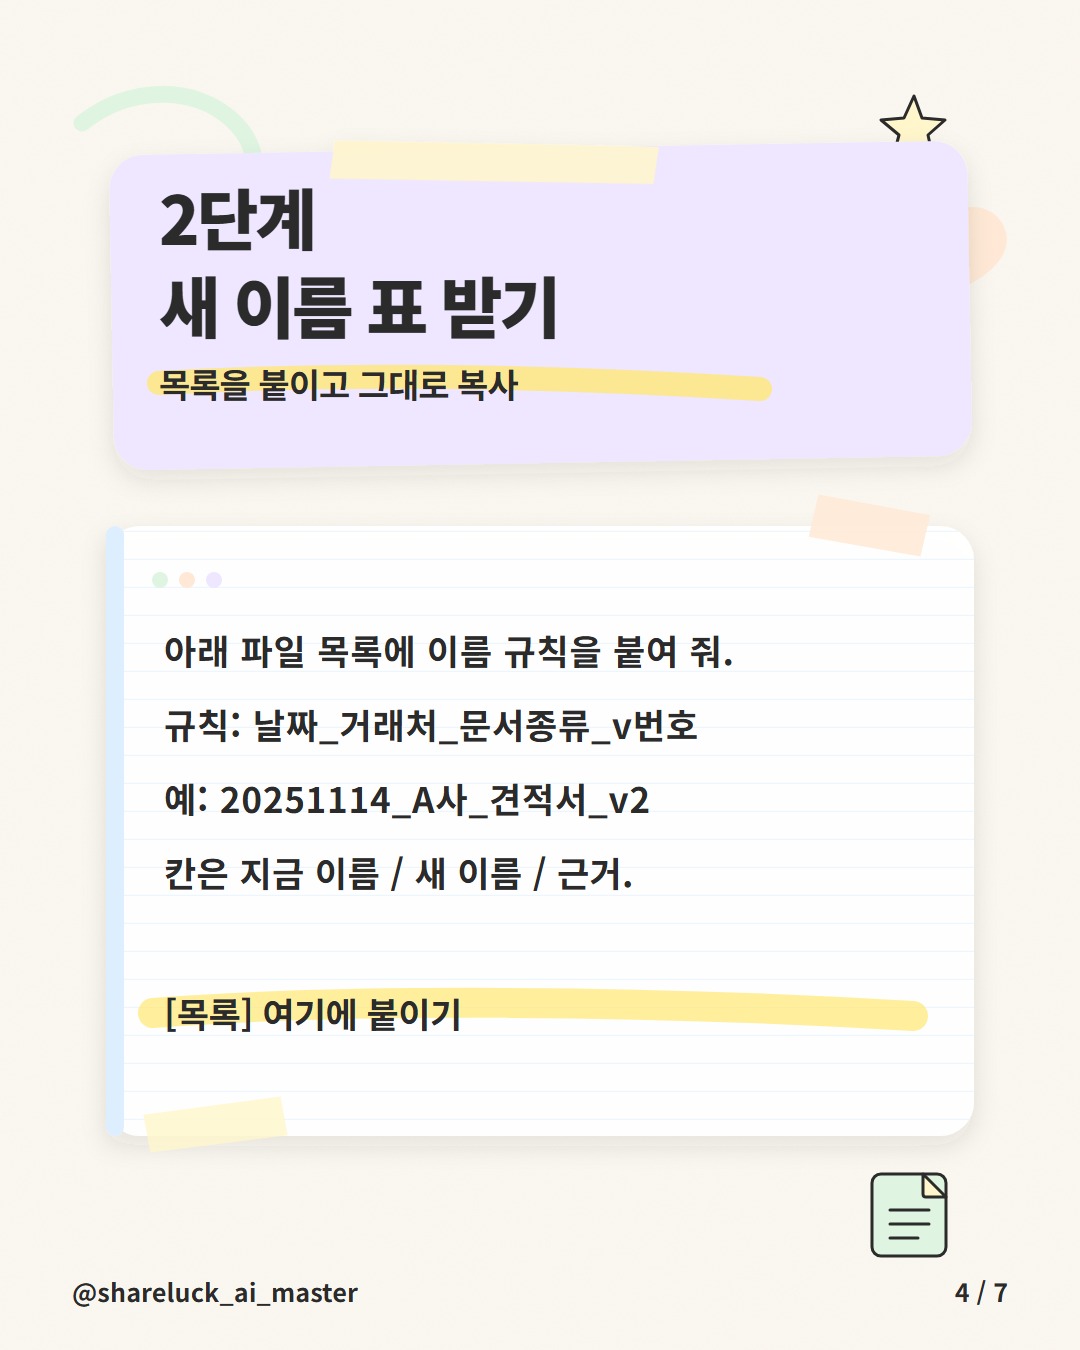 2단계
새 이름 표 받기
목록을 붙이고 그대로 복사
아래 파일 목록에 이름 규칙을 붙여 줘.
규칙: 날짜_거래처_문서종류_v번호
예: 20251114_A사_견적서_v2
칸은 지금 이름 / 새 이름 / 근거.
[목록] 여기에 붙이기
@shareluck_ai_master
4 / 7